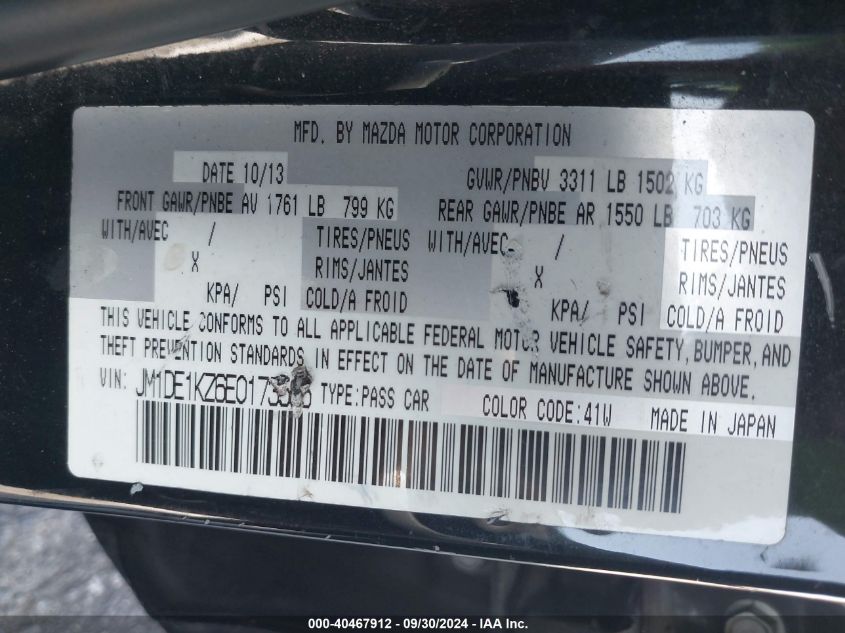 MFD. BY MAZDA MOTOR CORPORATION
DATE 10/13 GVWR/PNBV 3311 LB 1502 KG
FRONT GAWR/PNBE AV 1761 LB 799 KG REAR GAWR/PNBE AR 1550 LB 703 KG
WITH/AVEC / TIRES/PNEUS WITH/AVEC / TIRES/PNEUS
X RIMS/JANTES X RIMS/JANTES
KPA/ PSI COLD/A FROID KPA/ PSI COLD/A FROID
THIS VEHICLE CONFORMS TO ALL APPLICABLE FEDERAL MOTOR VEHICLE SAFETY, BUMPER, AND
THEFT PREVENTION STANDARDS IN EFFECT ON THE DATE OF MANUFACTURE SHOWN ABOVE.
VIN: TYPE:PASS CAR COLOR CODE:41W MADE IN JAPAN
000-40467912 - 09/30/2024 - IAA Inc.